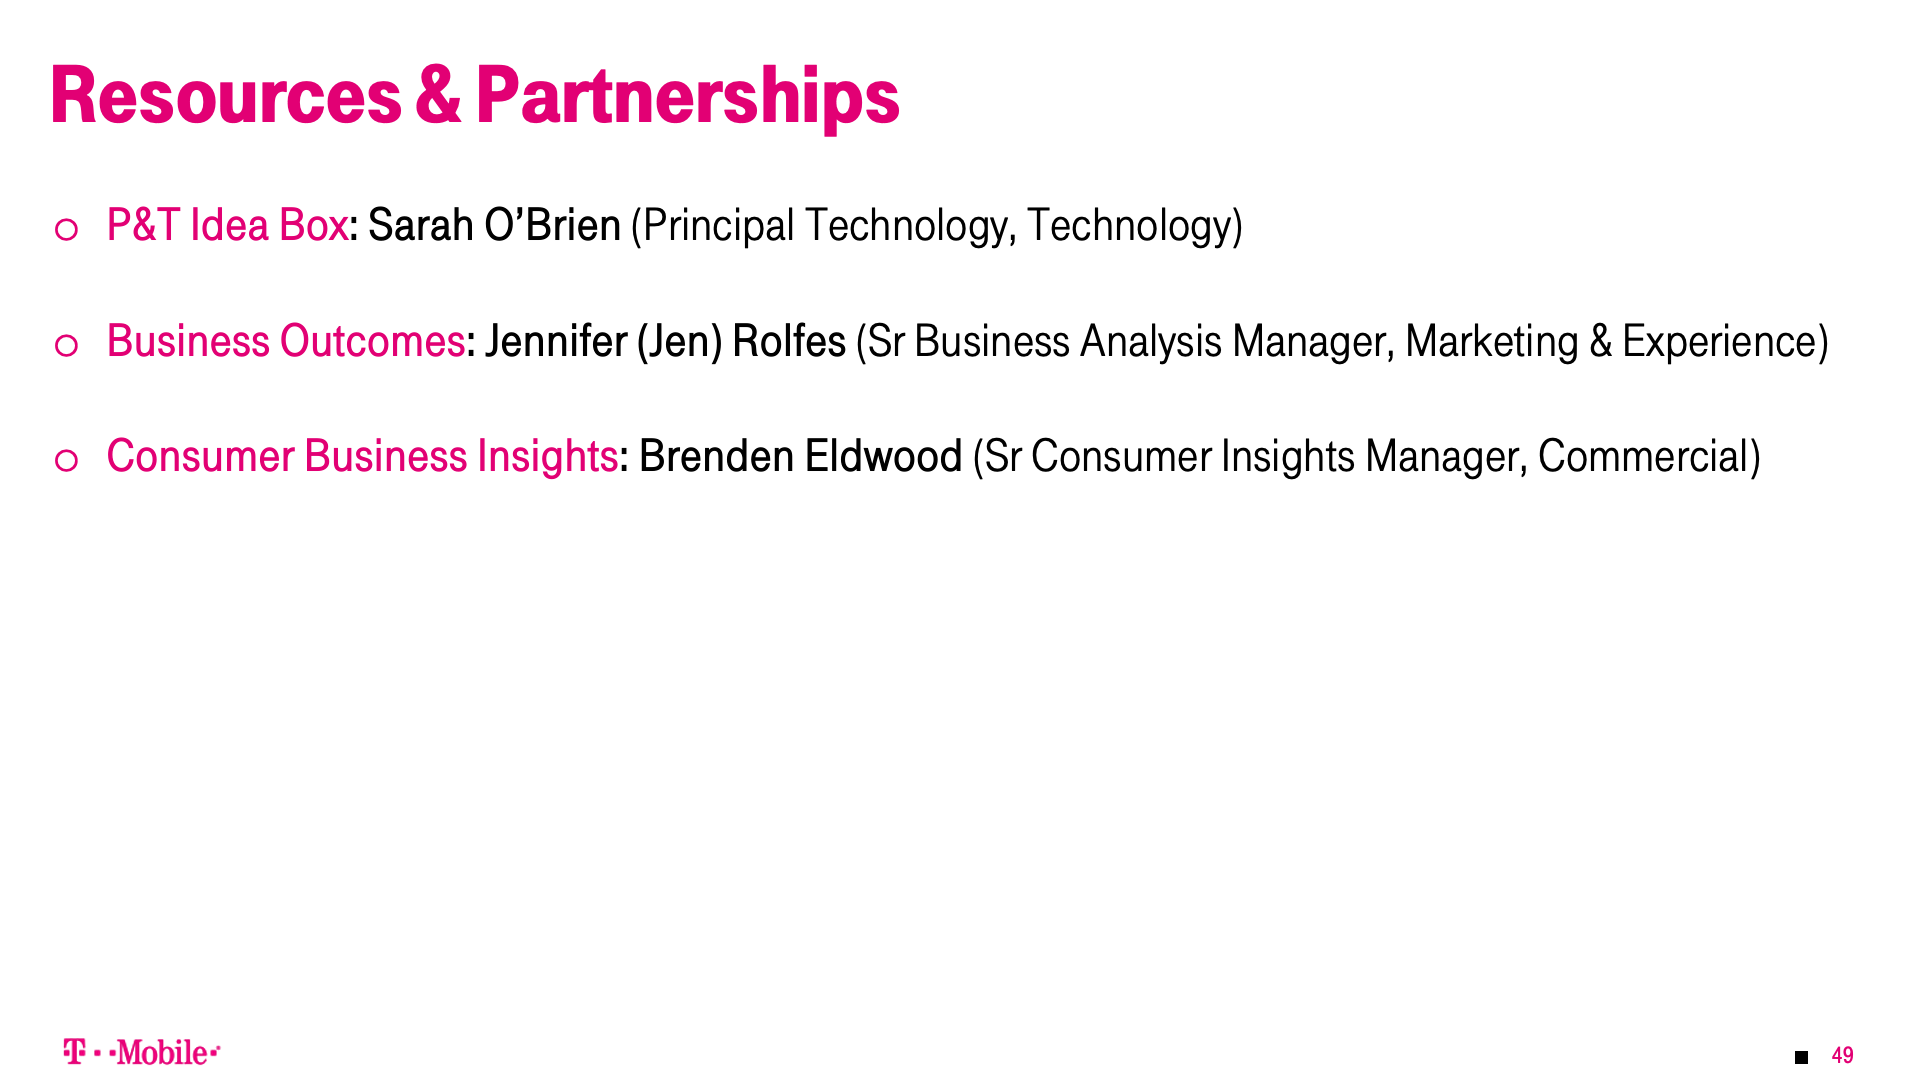 Resources & Partnerships
o P&T Idea Box: Sarah O’Brien (Principal Technology, Technology)
o Business Outcomes: Jennifer (Jen) Rolfes (Sr Business Analysis Manager, Marketing & Experience)
o Consumer Business Insights: Brenden Eldwood (Sr Consumer Insights Manager, Commercial)
T··Mobile·
■ 49